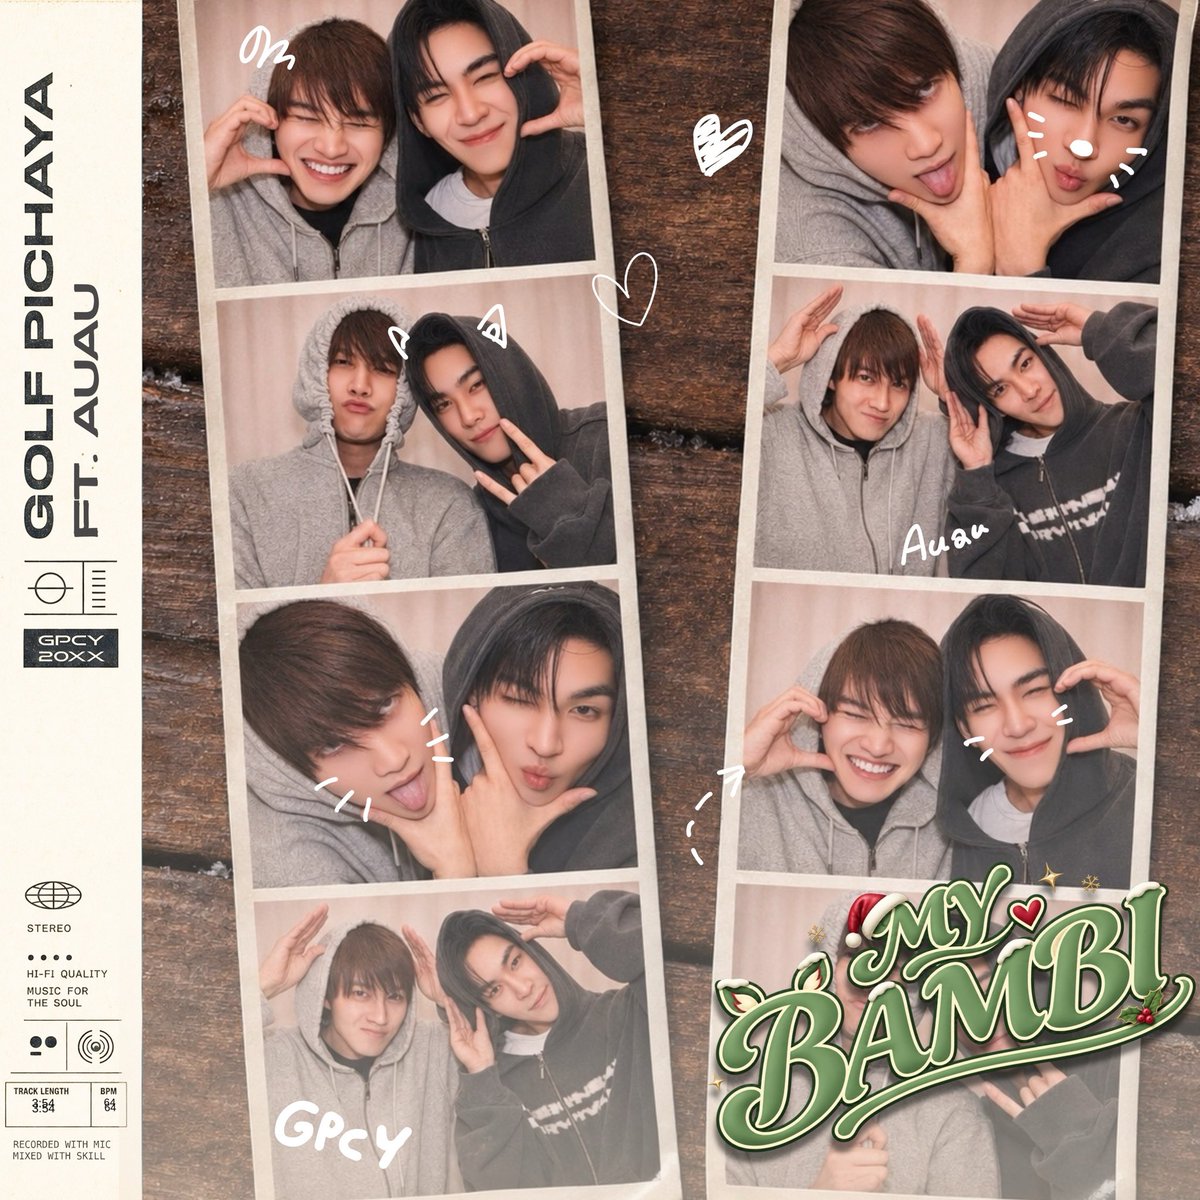 GOLF PICHAYA
FT. AUAU
GPCY
20XX
STEREO
HI-FI QUALITY
MUSIC FOR
THE SOUL
TRACK LENGTH
3:54
BPM
64
RECORDED WITH MIC
MIXED WITH SKILL
Auau
GPCY
MY
BAMBI